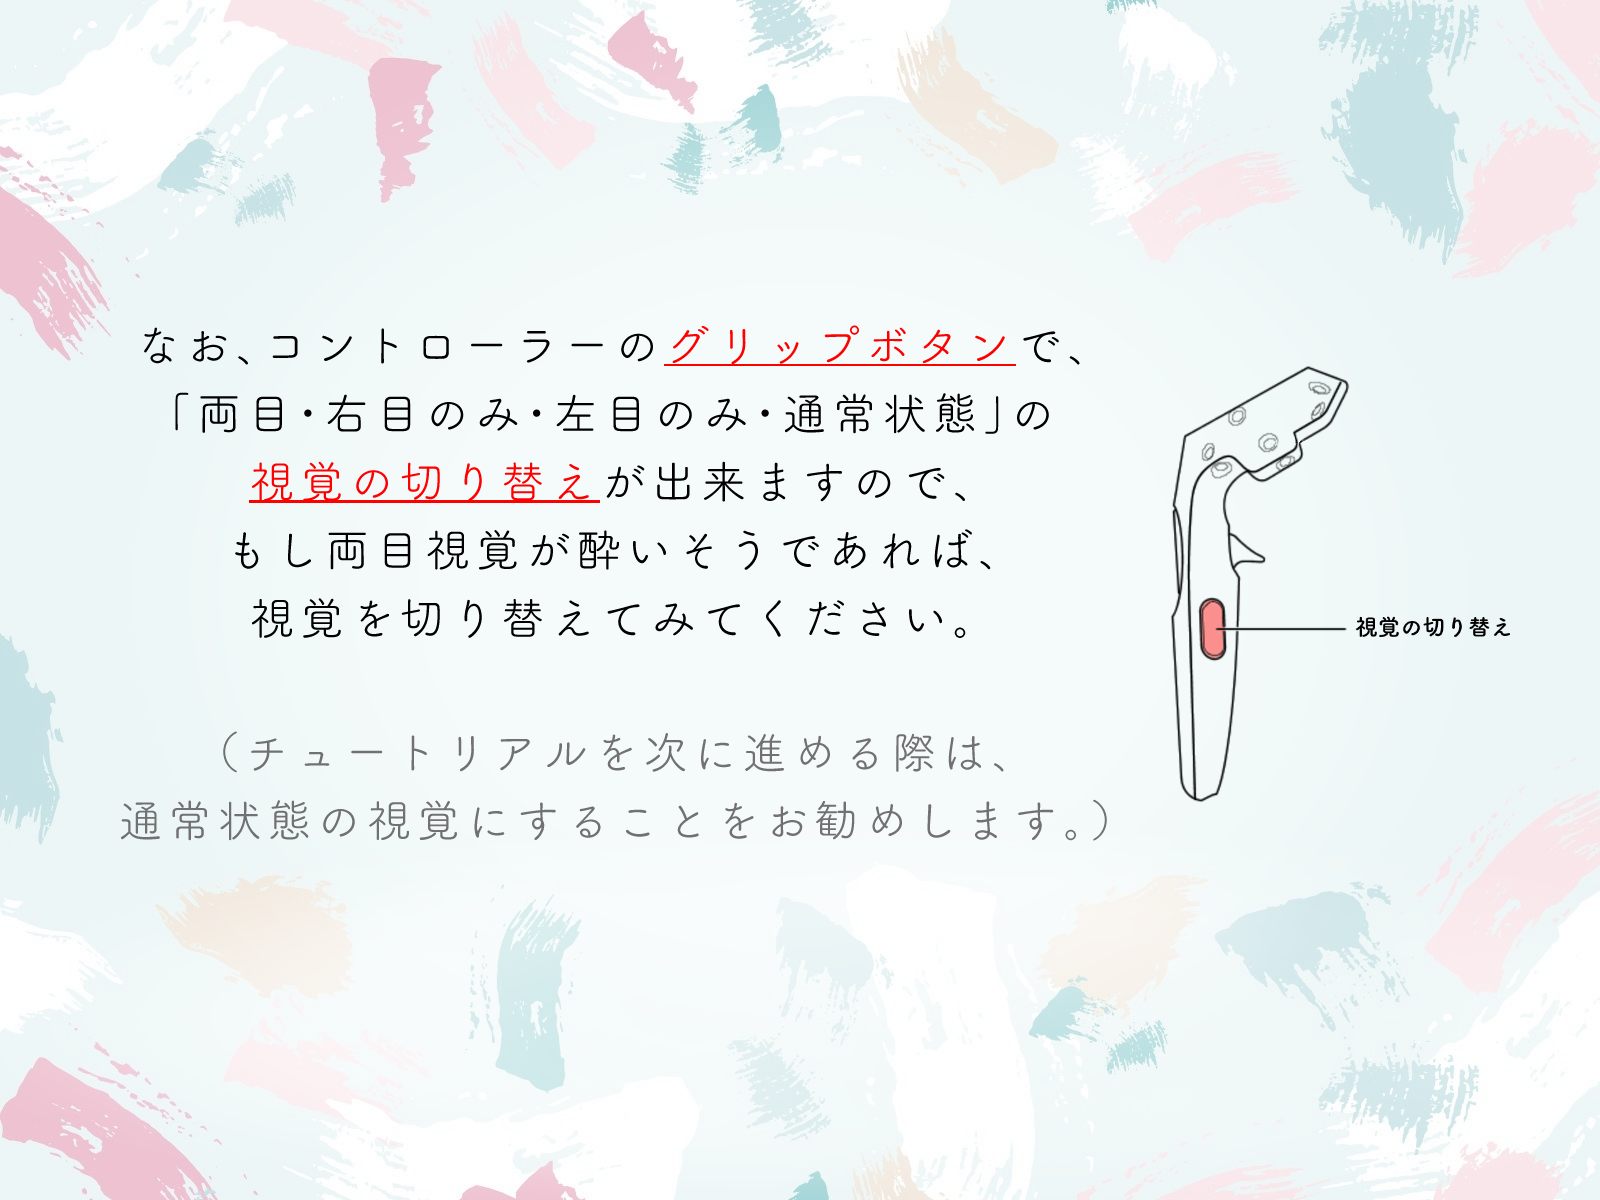 なお、コントローラーのグリップボタンで、
「両目・右目のみ・左目のみ・通常状態」の
視覚の切り替えが出来ますので、
もし両目視覚が酔いそうであれば、
視覚を切り替えてみてください。
（チュートリアルを次に進める際は、
通常状態の視覚にすることをお勧めします。）
視覚の切り替え